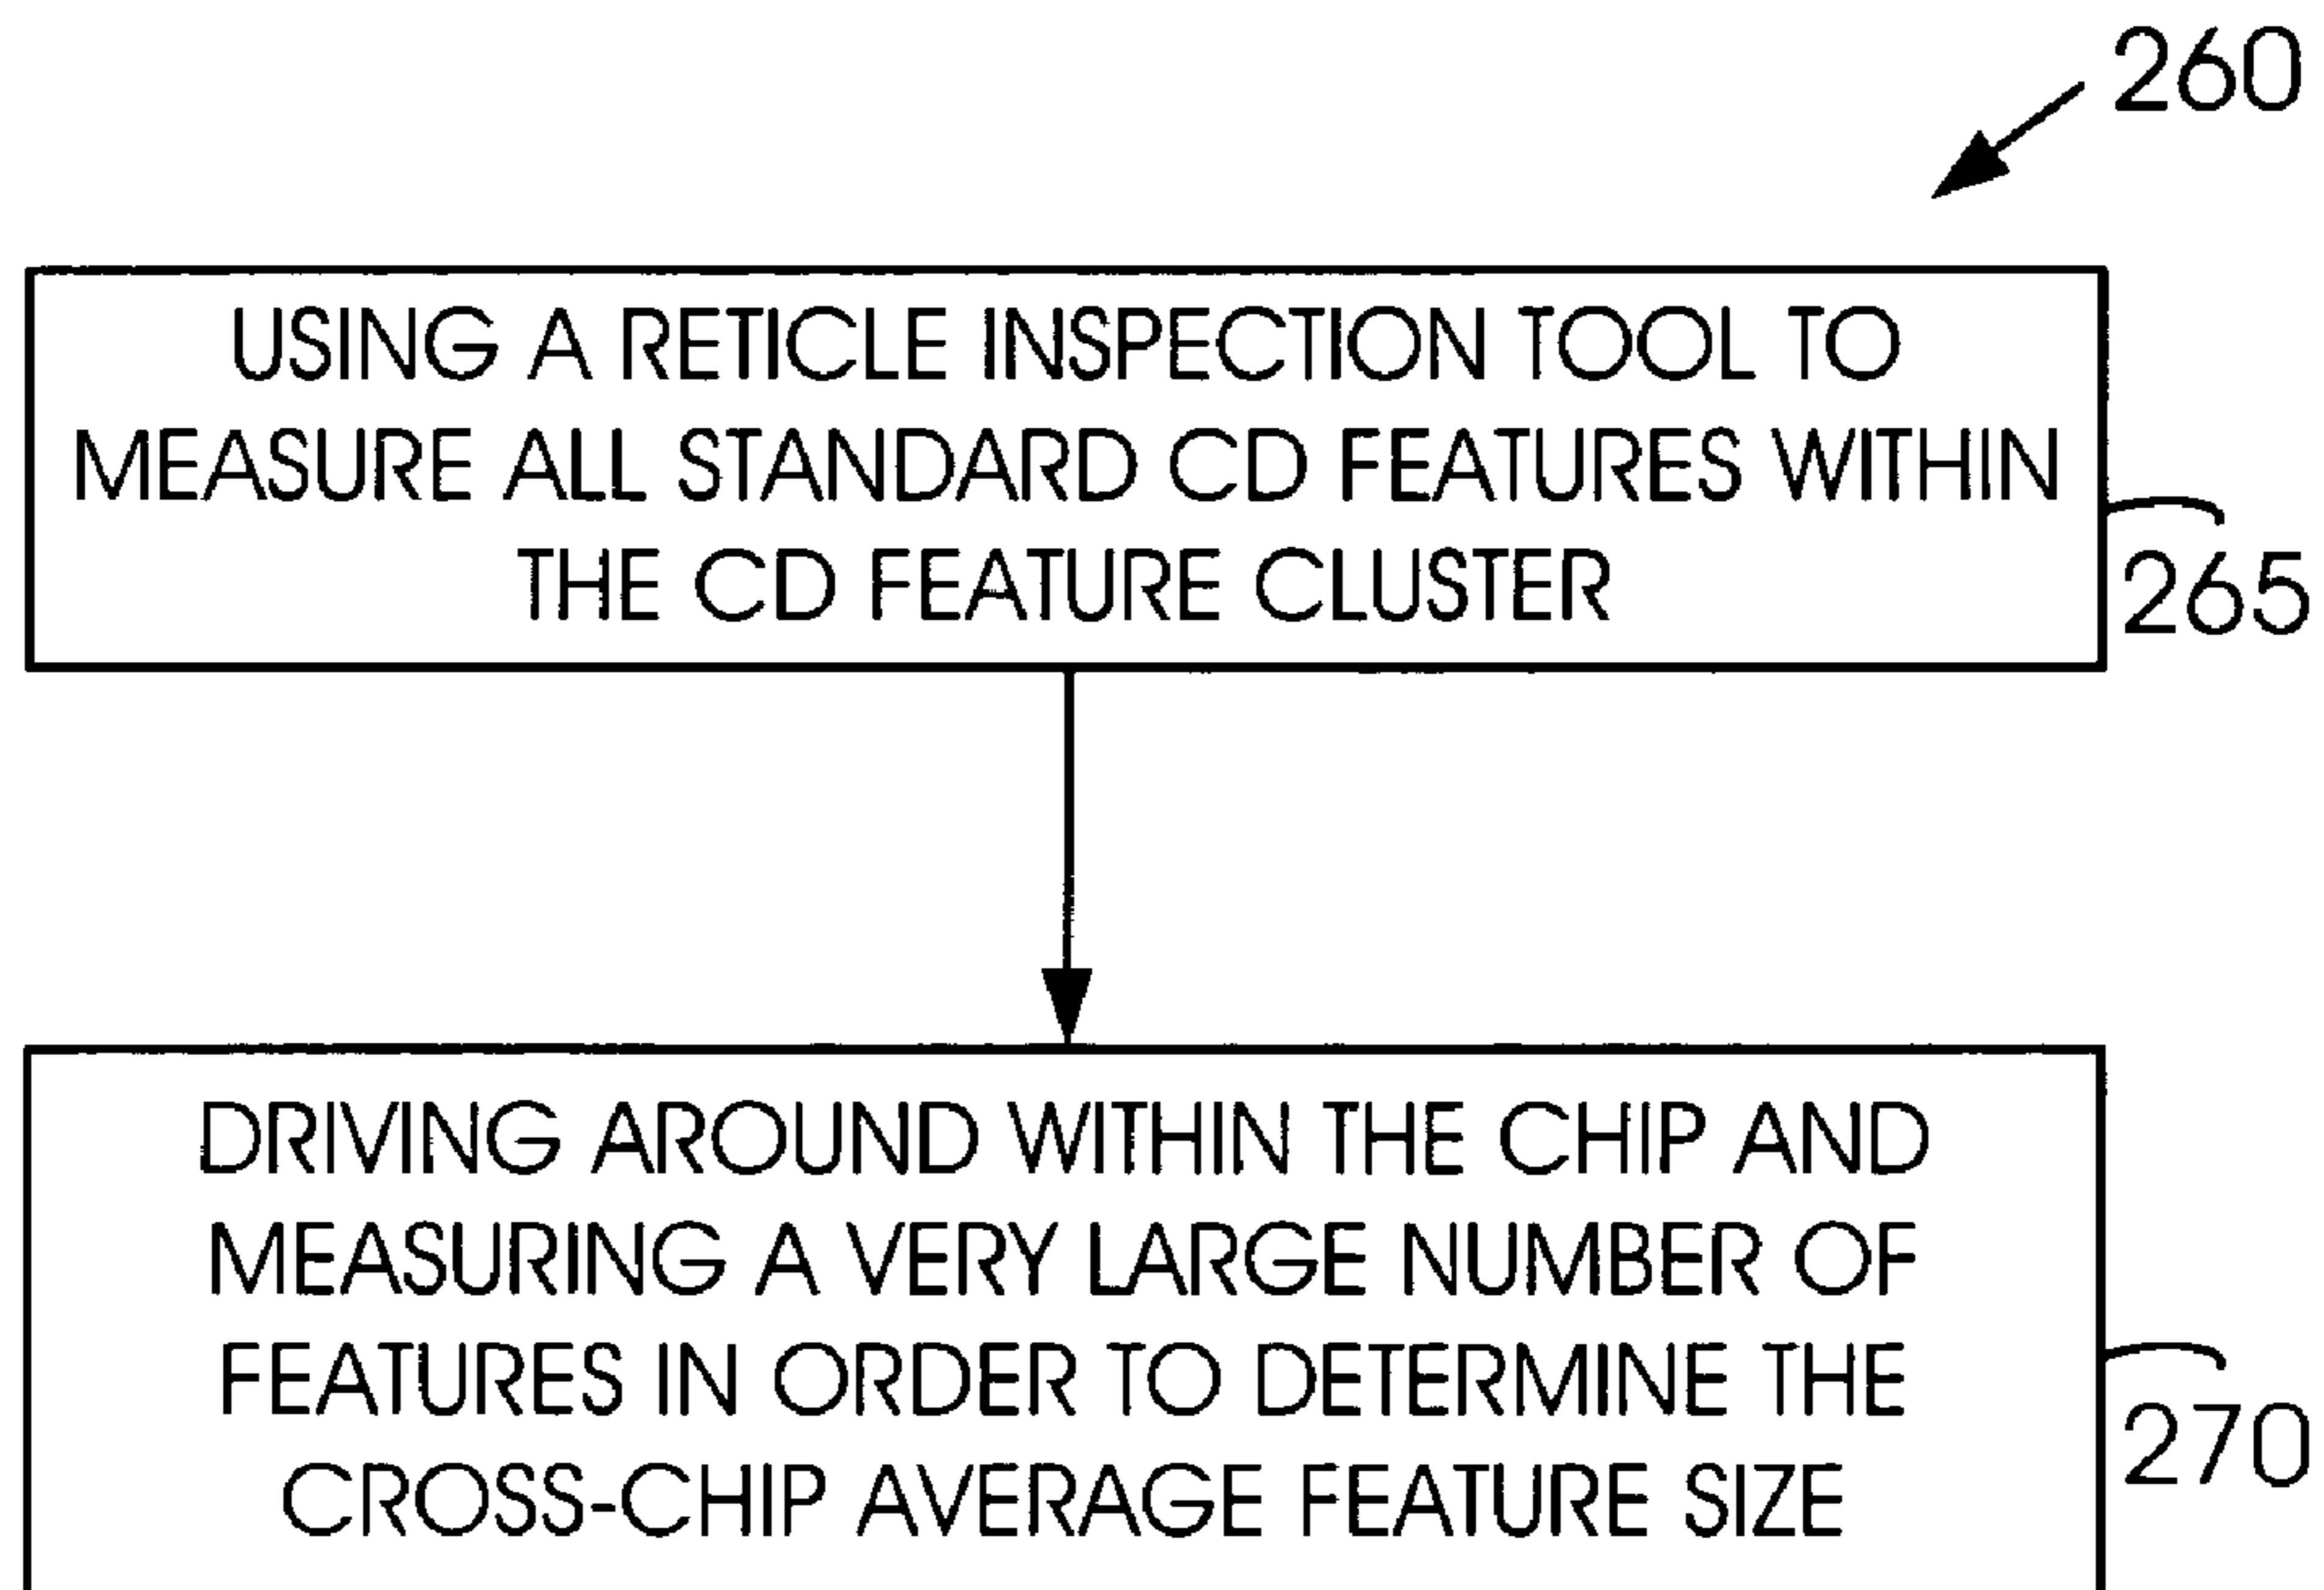 260
USING A RETICLE INSPECTION TOOL TO
MEASURE ALL STANDARD CD FEATURES WITHIN
THE CD FEATURE CLUSTER
265
DRIVING AROUND WITHIN THE CHIP AND
MEASURING A VERY LARGE NUMBER OF
FEATURES IN ORDER TO DETERMINE THE
CROSS-CHIP AVERAGE FEATURE SIZE
270